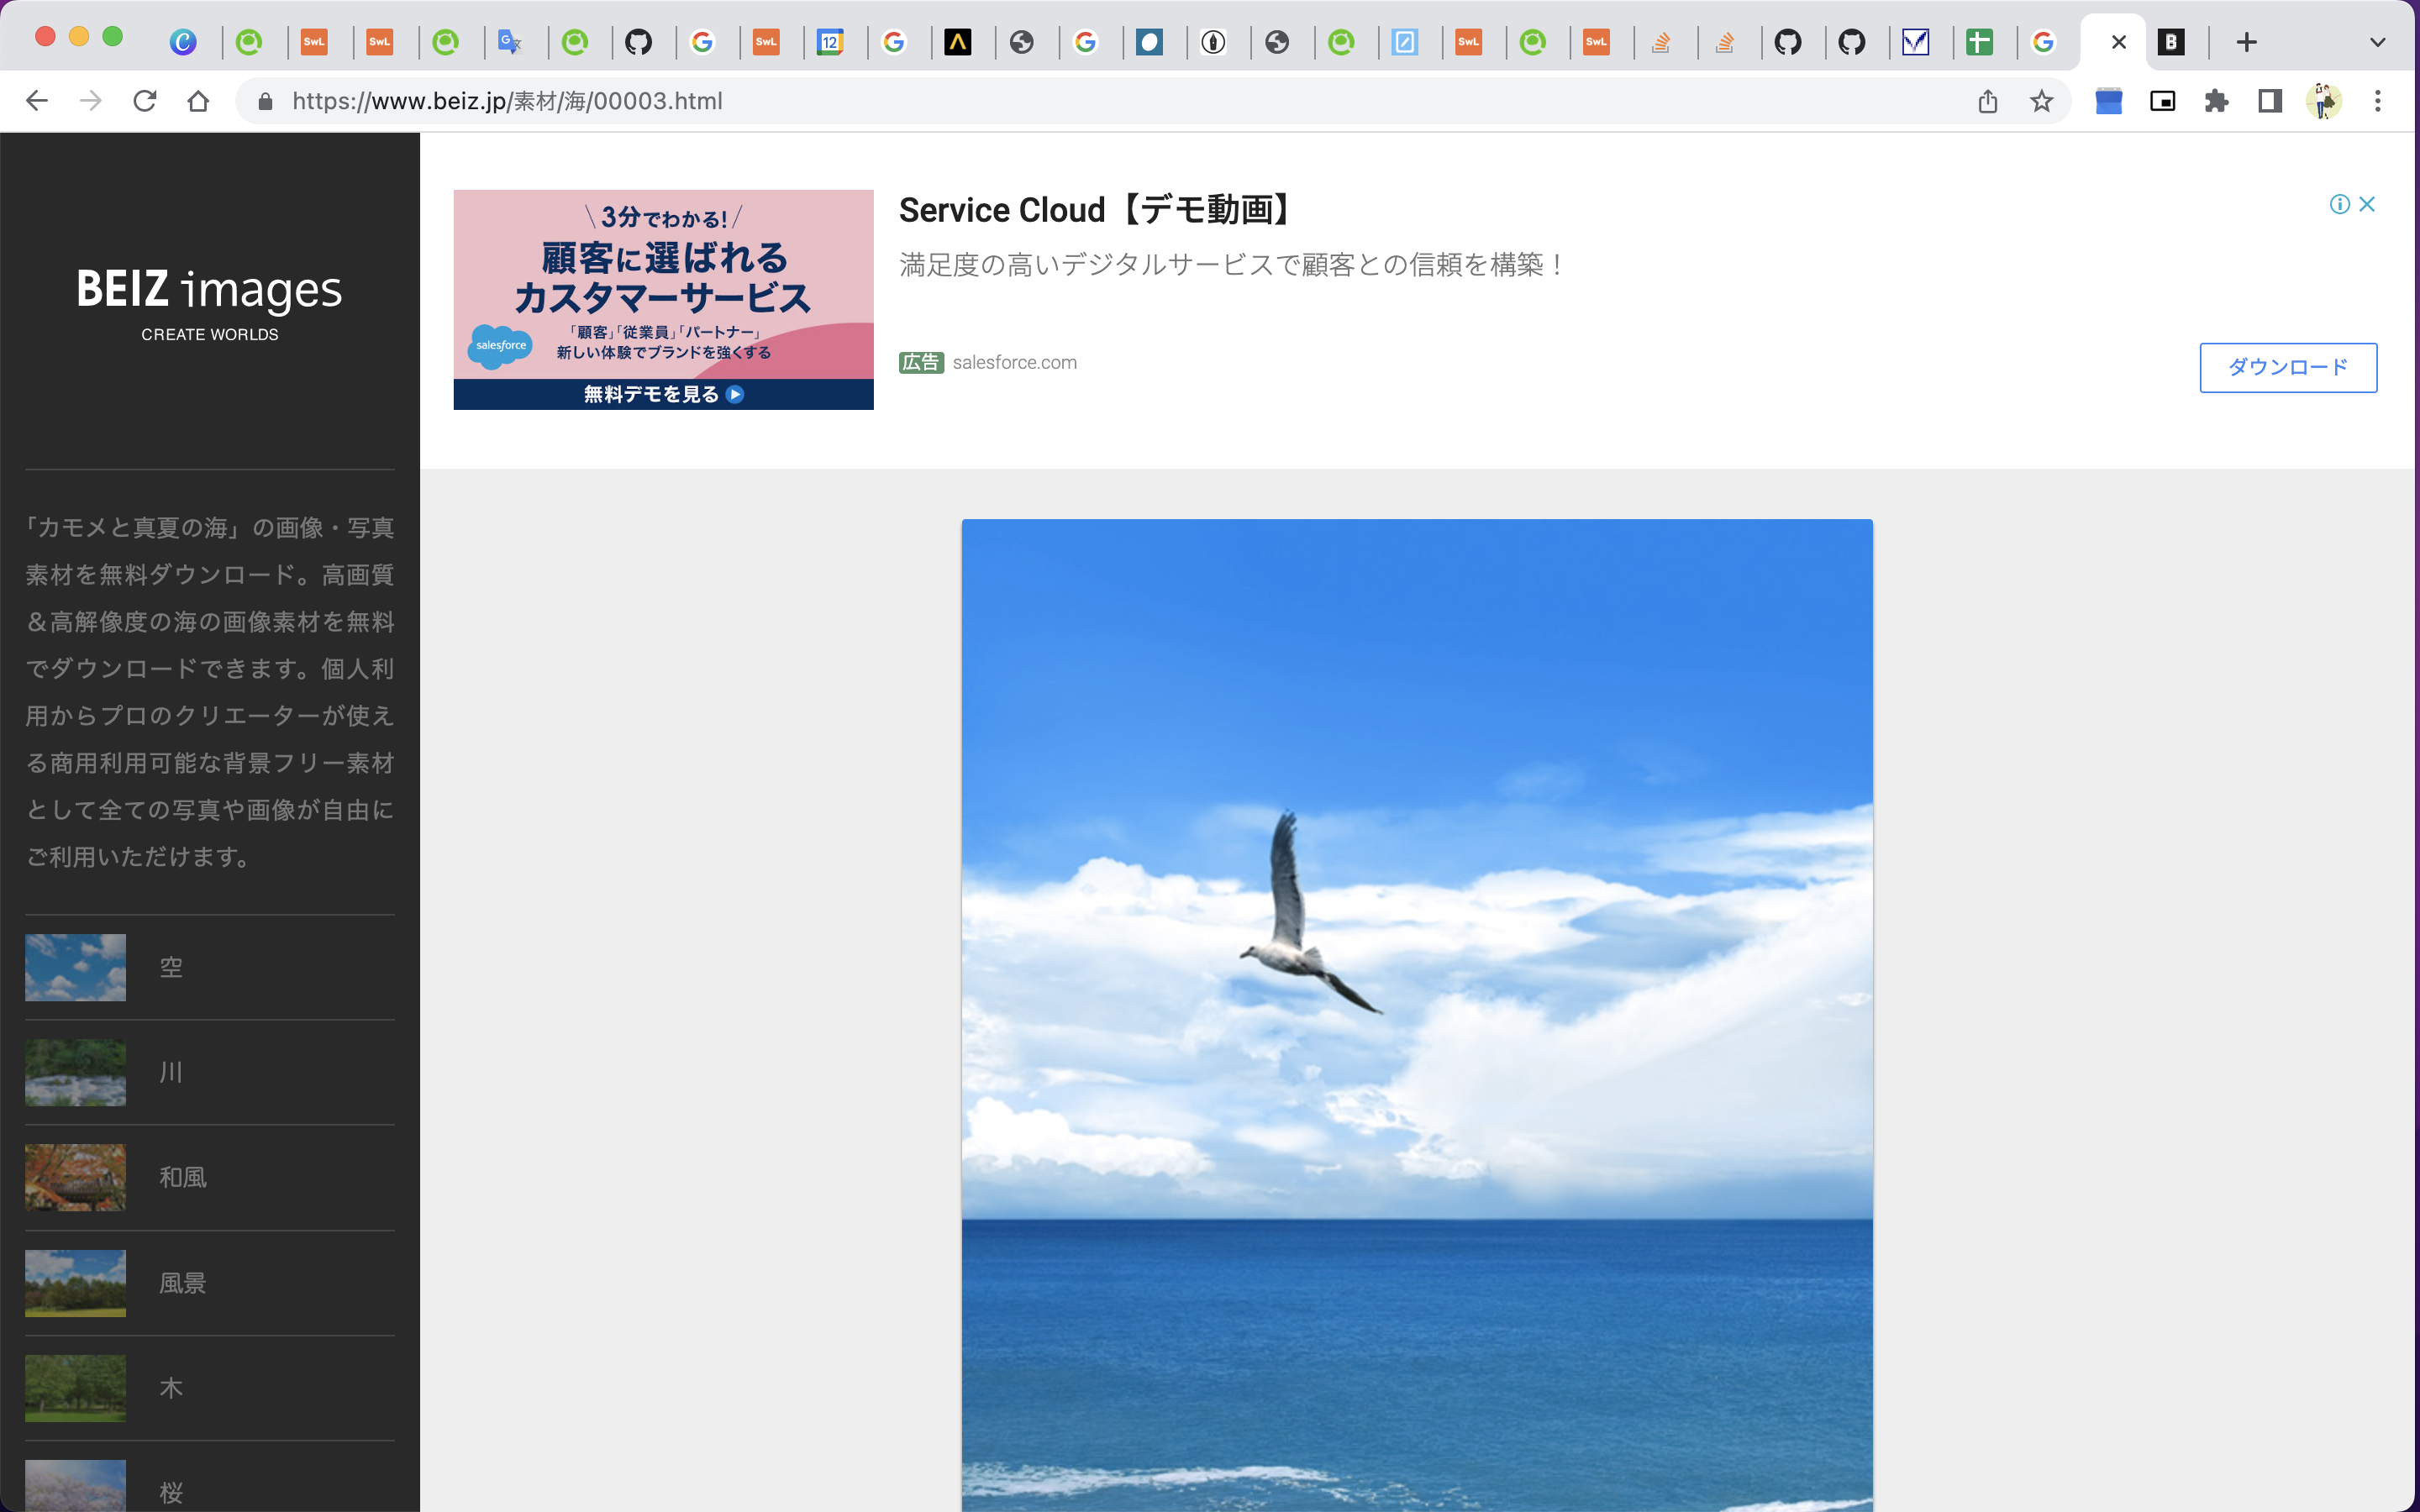 SwL
SwL
SwL
12
SwL
SwL
B
https://www.beiz.jp/素材/海/00003.html
BEIZ images
CREATE WORLDS
「カモメと真夏の海」の画像・写真
素材を無料ダウンロード。高画質
＆高解像度の海の画像素材を無料
でダウンロードできます。個人利
用からプロのクリエーターが使え
る商用利用可能な背景フリー素材
として全ての写真や画像が自由に
ご利用いただけます。
空
川
和風
風景
木
桜
\ 3分でわかる! /
顧客に選ばれる
カスタマーサービス
salesforce
「顧客」「従業員」「パートナー」
新しい体験でブランドを強くする
無料デモを見る
Service Cloud【デモ動画】
満足度の高いデジタルサービスで顧客との信頼を構築！
広告 salesforce.com
ダウンロード